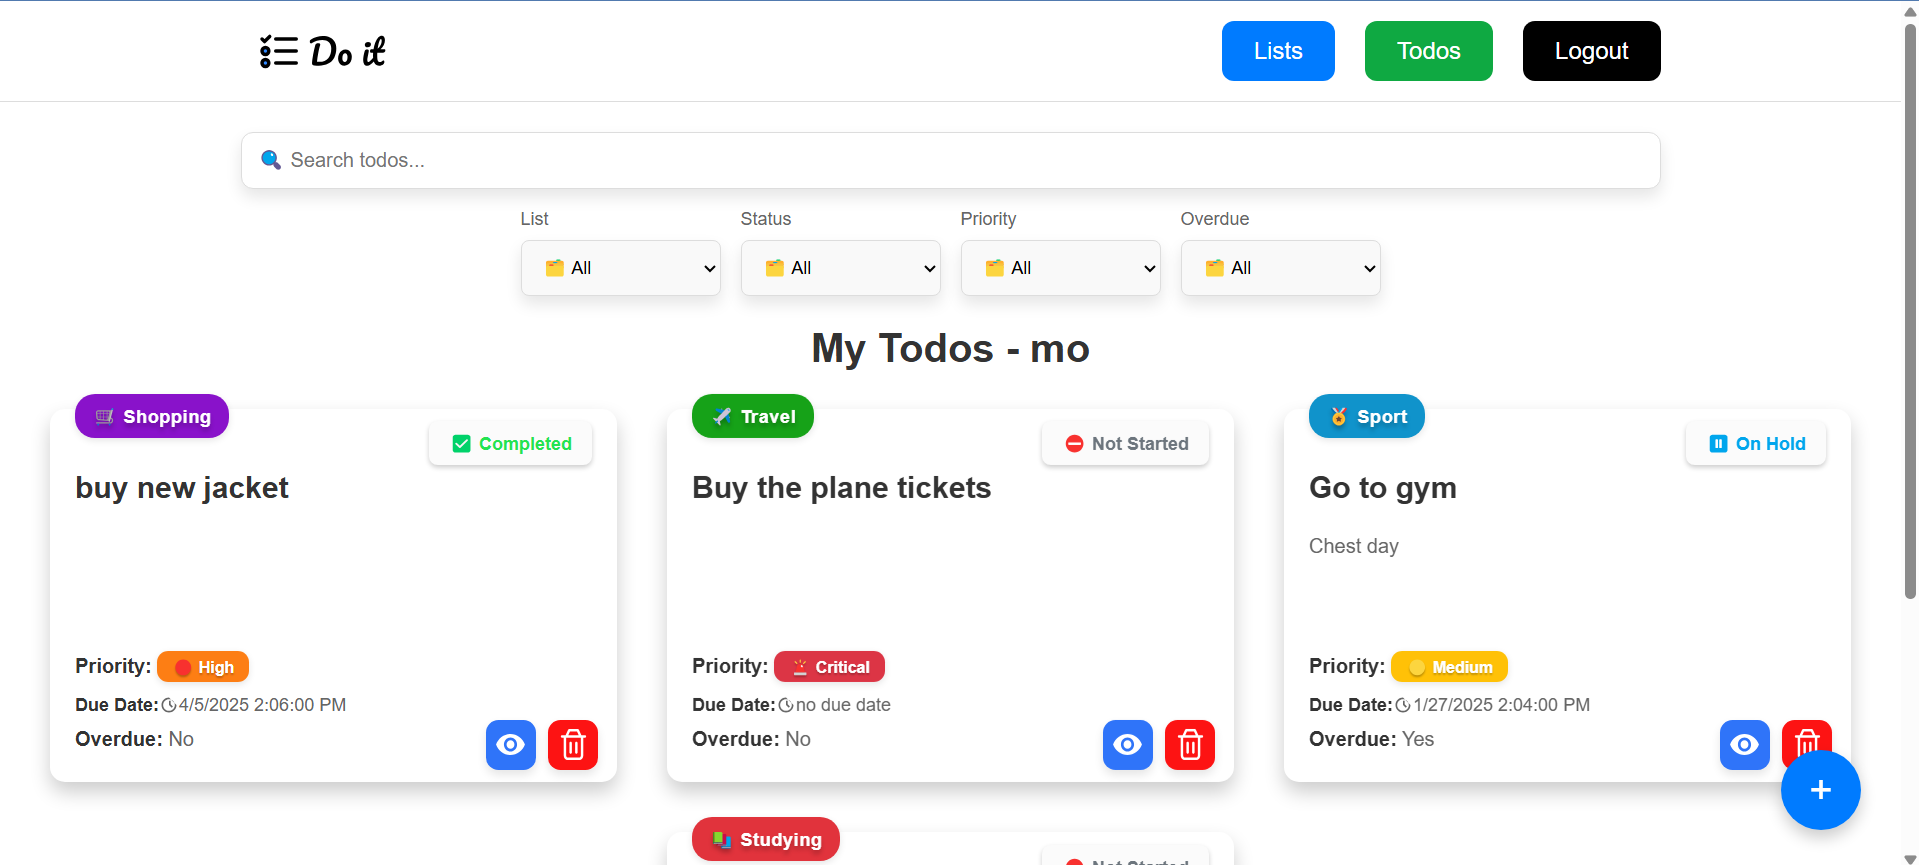 Do it
Lists
Todos
Logout
Search todos...
List
Status
Priority
Overdue
All
All
All
All
My Todos - mo
Shopping
Completed
buy new jacket
Priority: High
Due Date: 4/5/2025 2:06:00 PM
Overdue: No
Travel
Not Started
Buy the plane tickets
Priority: Critical
Due Date: no due date
Overdue: No
Sport
On Hold
Go to gym
Chest day
Priority: Medium
Due Date: 1/27/2025 2:04:00 PM
Overdue: Yes
+
Studying
Not Started